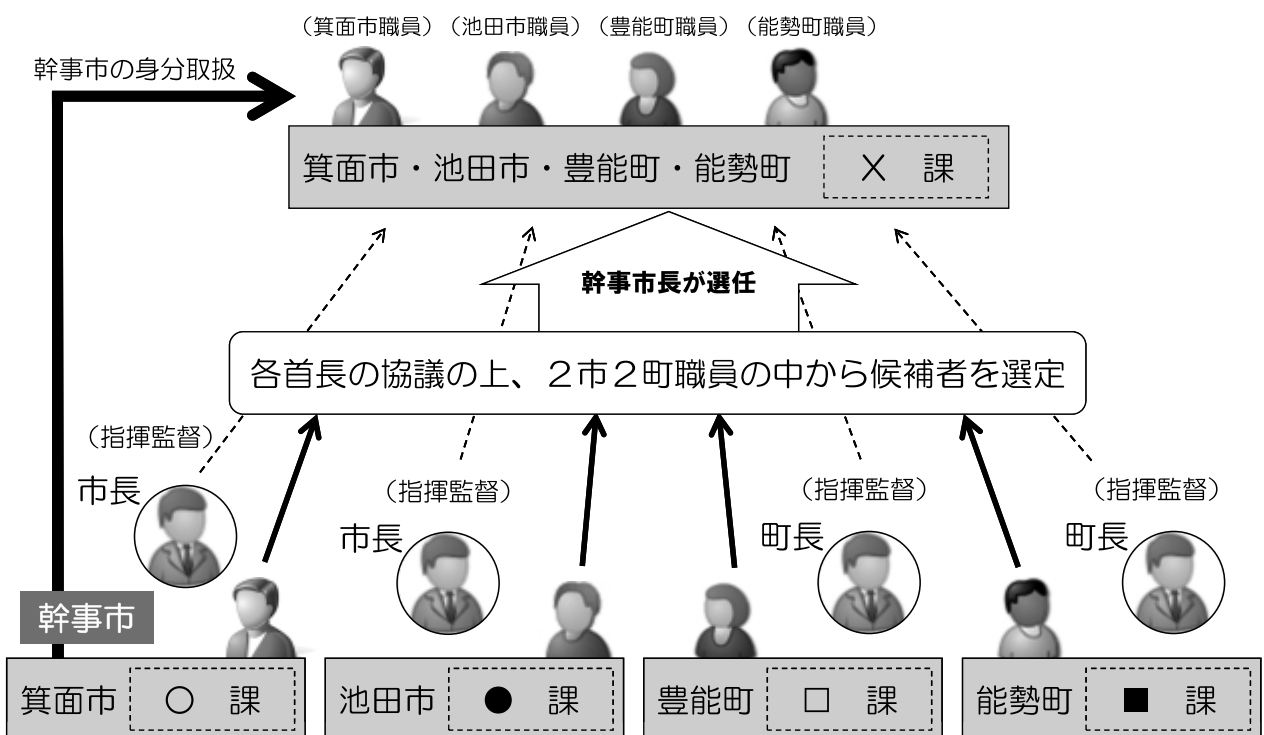 （箕面市職員）（池田市職員）（豊能町職員）（能勢町職員）
幹事市の身分取扱
箕面市・池田市・豊能町・能勢町 X 課
幹事市長が選任
各首長の協議の上、２市２町職員の中から候補者を選定
（指揮監督）
市長
（指揮監督）
市長
（指揮監督）
町長
（指揮監督）
町長
幹事市
箕面市 ○ 課
池田市 ● 課
豊能町 □ 課
能勢町 ■ 課